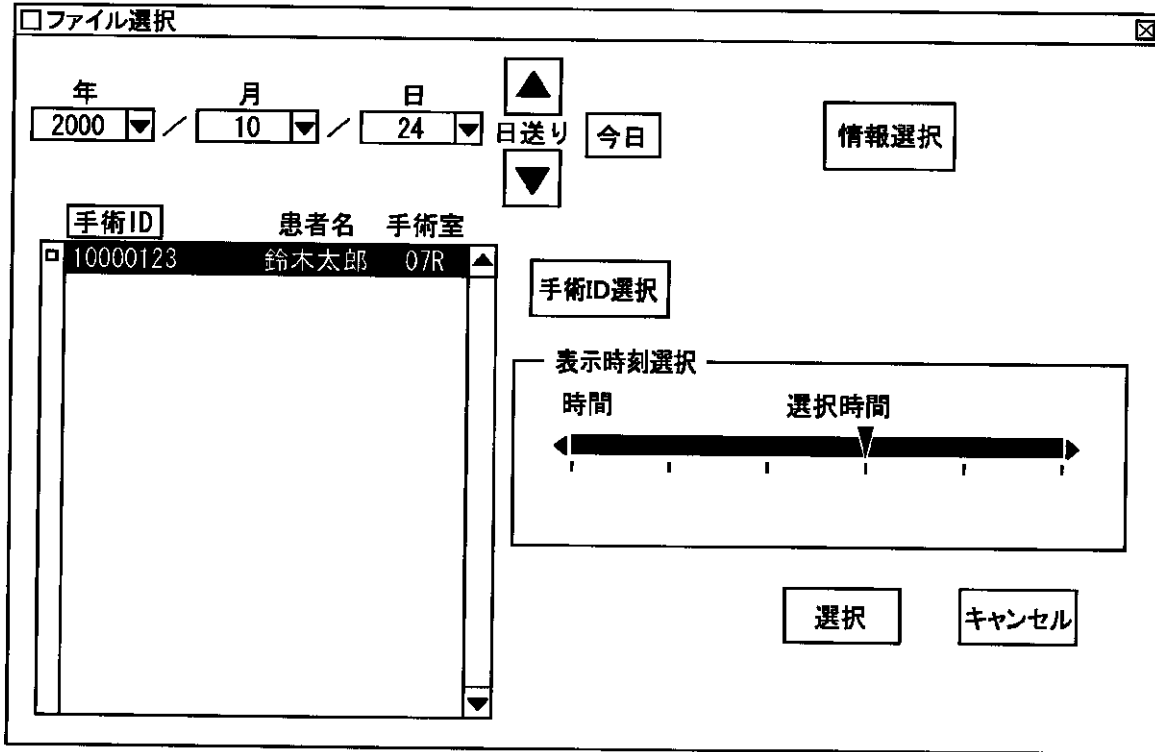 ファイル選択
年 月 日
2000 / 10 / 24 日送り 今日 情報選択
手術ID 患者名 手術室
10000123 鈴木太郎 07R
手術ID選択
表示時刻選択
時間 選択時間
選択 キャンセル